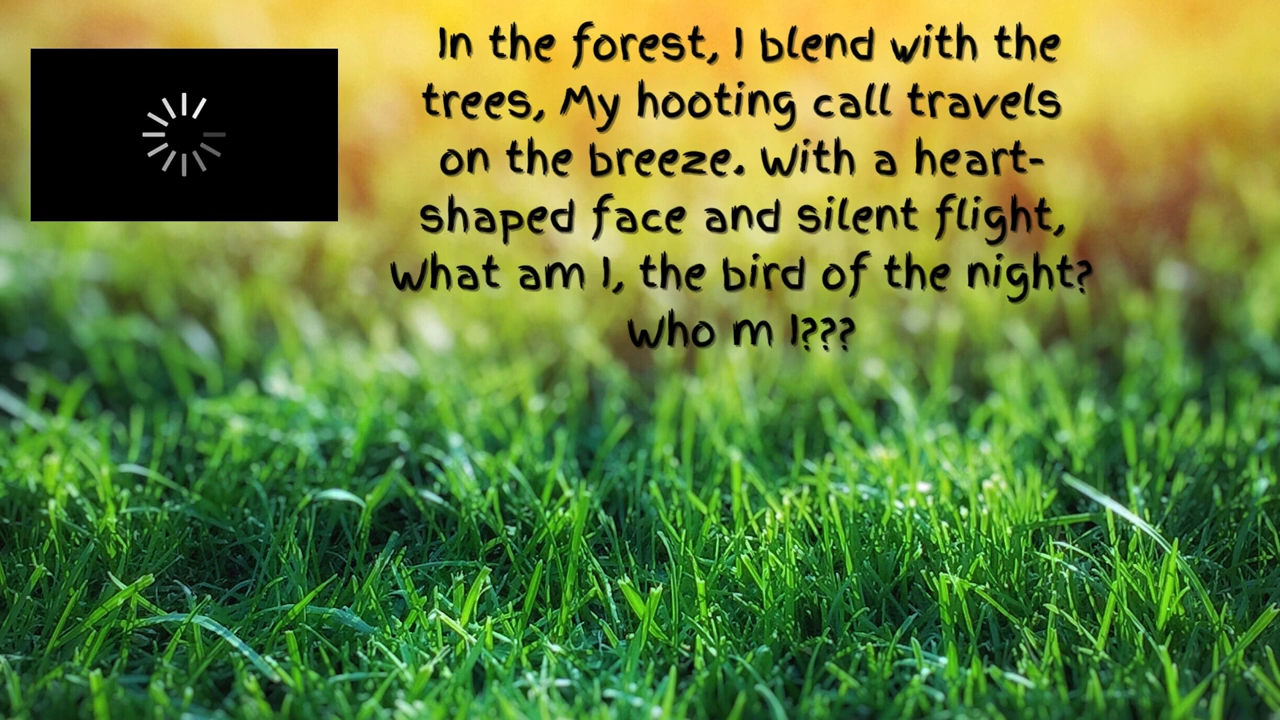 In the forest, I blend with the
trees, My hooting call travels
on the breeze. With a heart-
shaped face and silent flight,
What am I, the bird of the night?
Who m I???